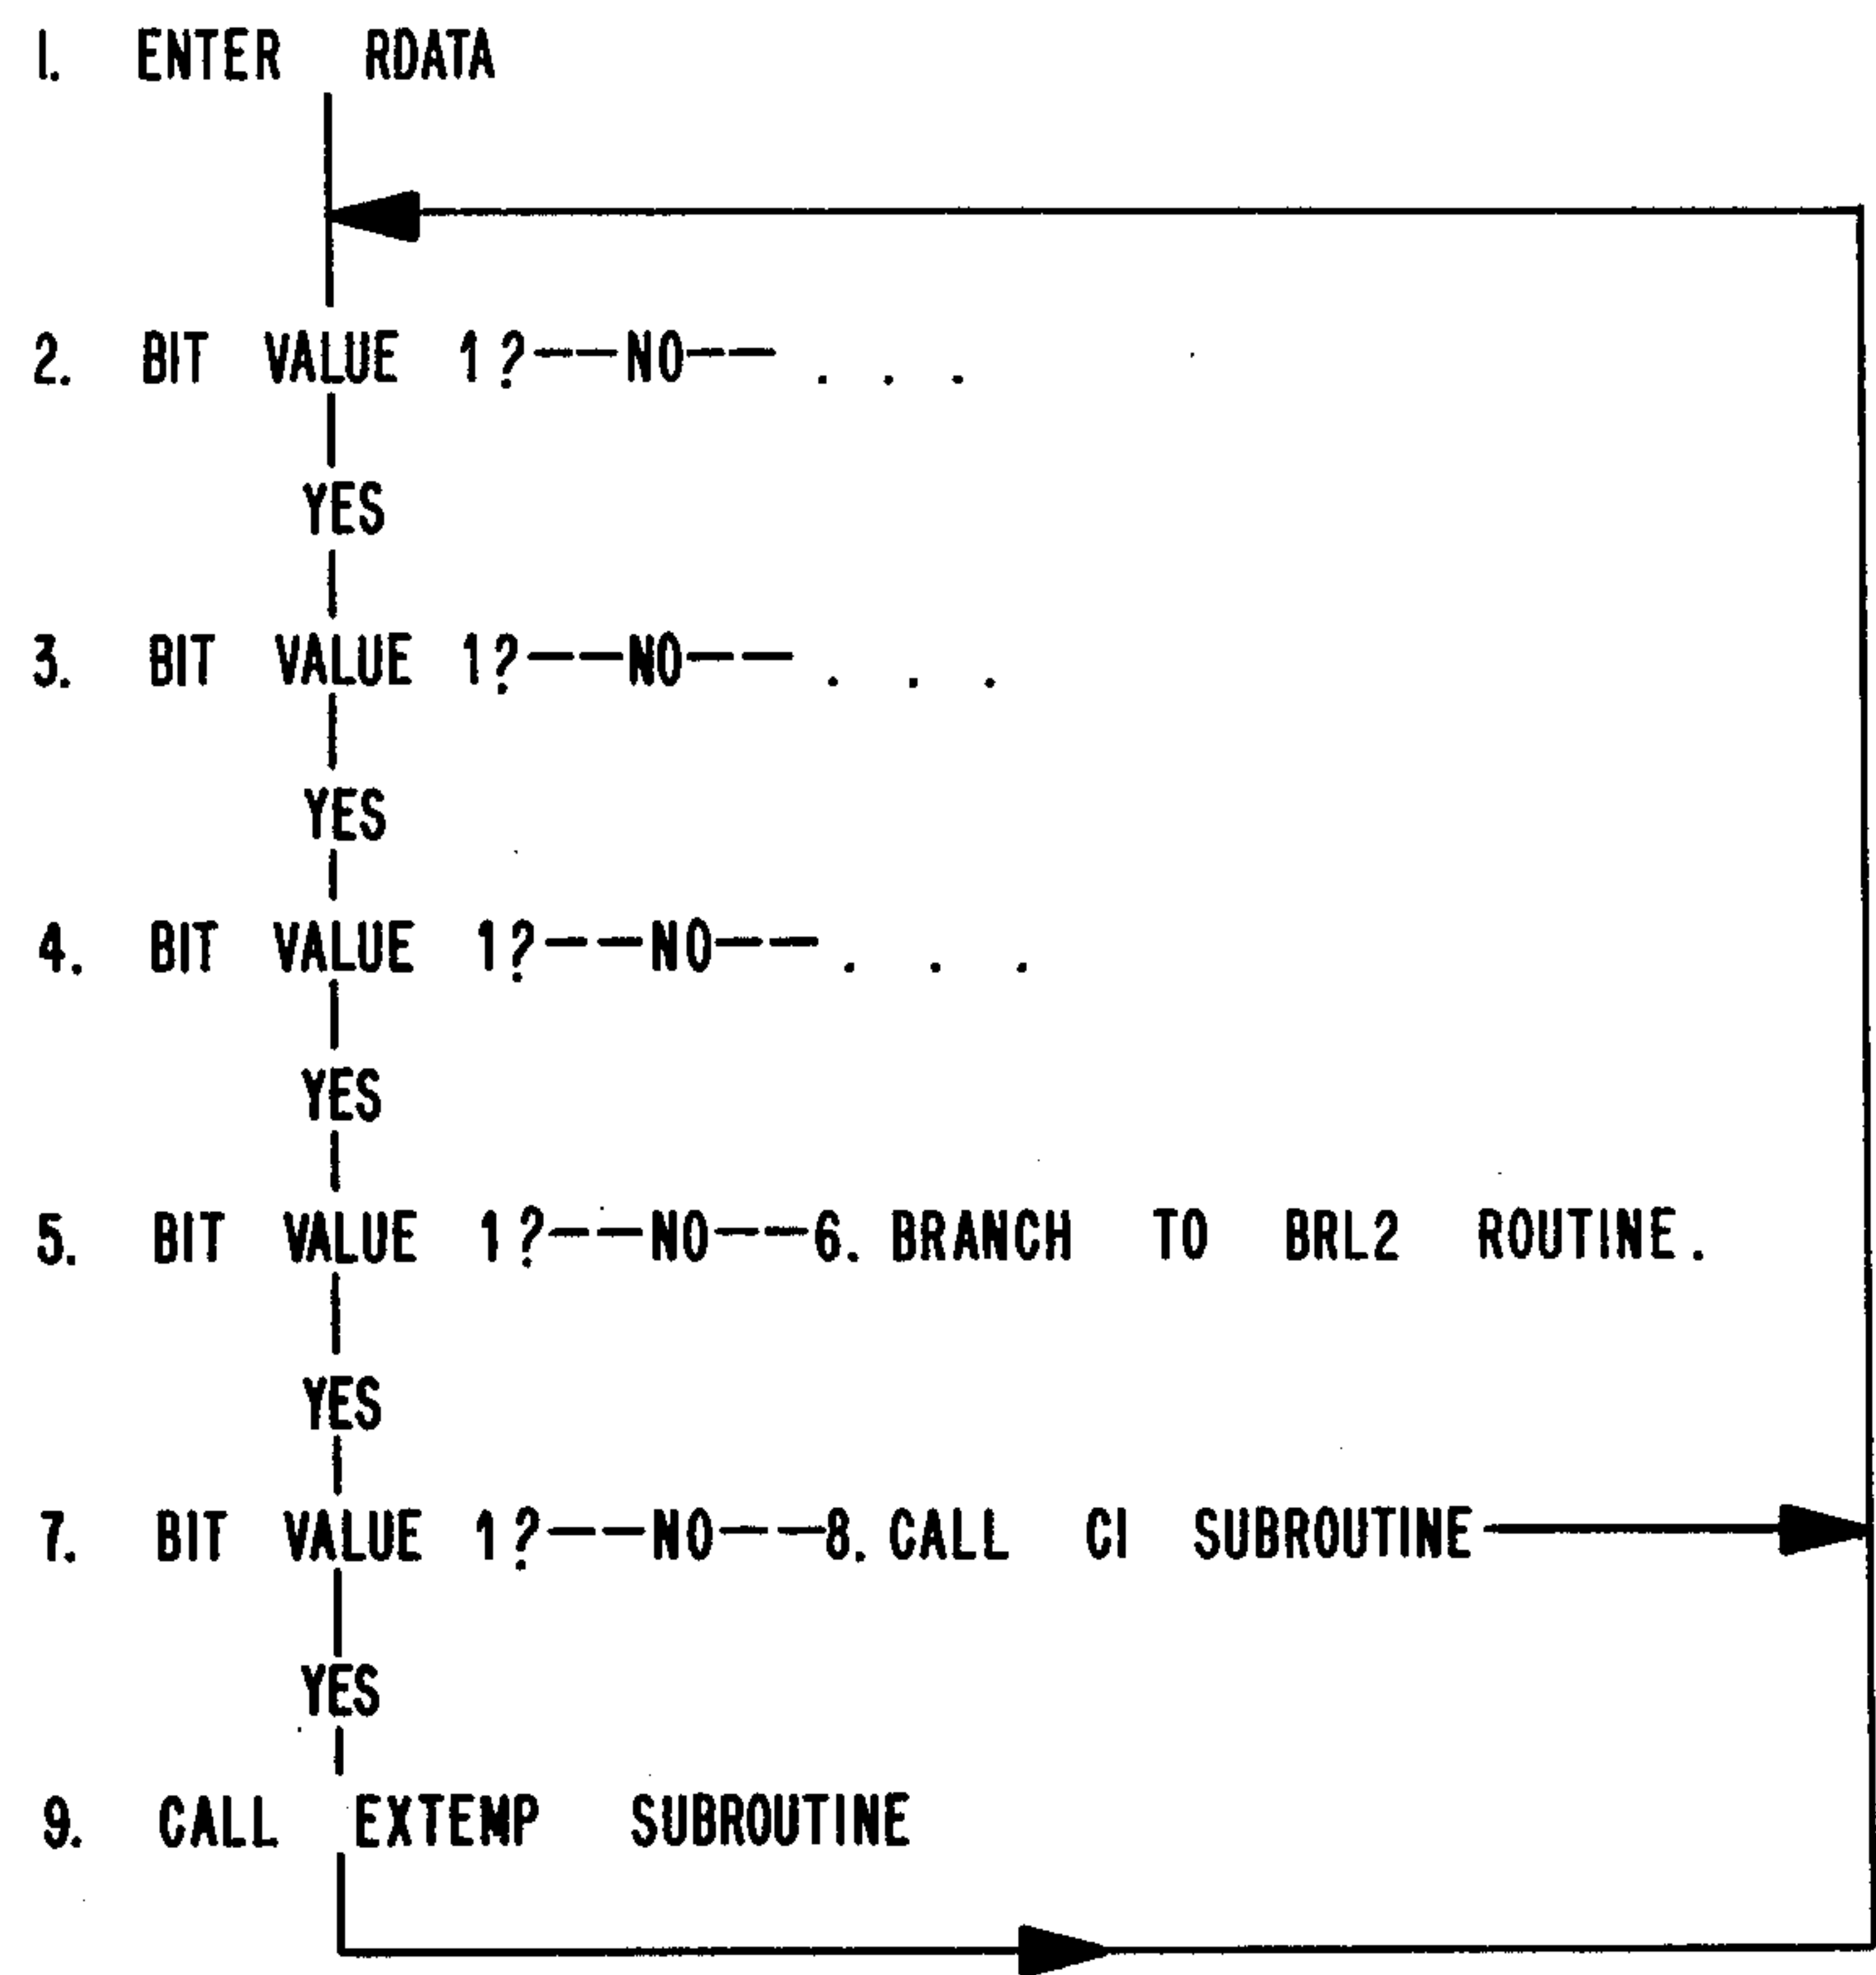 1. ENTER RDATA
2. BIT VALUE 1?--NO-- . . .
YES
3. BIT VALUE 1?--NO-- . . .
YES
4. BIT VALUE 1?--NO-- . . .
YES
5. BIT VALUE 1?--NO--6. BRANCH TO BRL2 ROUTINE.
YES
7. BIT VALUE 1?--NO--8. CALL CI SUBROUTINE
YES
9. CALL EXTEMP SUBROUTINE